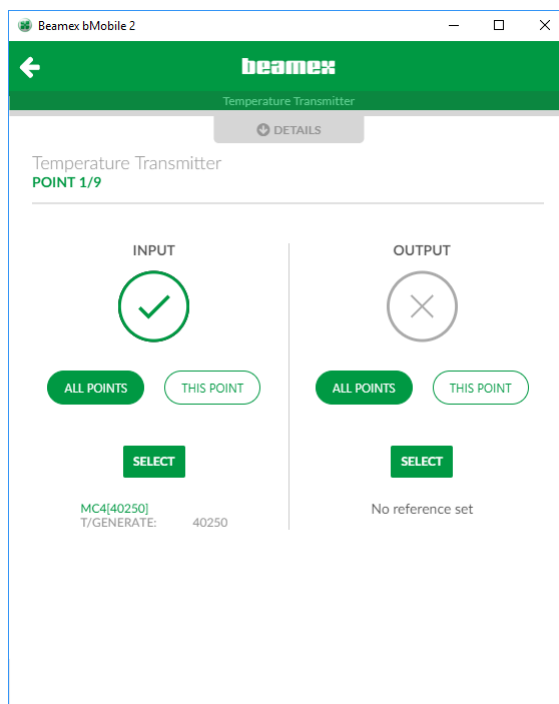 Beamex bMobile 2
beamex
Temperature Transmitter
DETAILS
Temperature Transmitter
POINT 1/9
INPUT
ALL POINTS THIS POINT
SELECT
MC4[40250]
T/GENERATE: 40250
OUTPUT
ALL POINTS THIS POINT
SELECT
No reference set